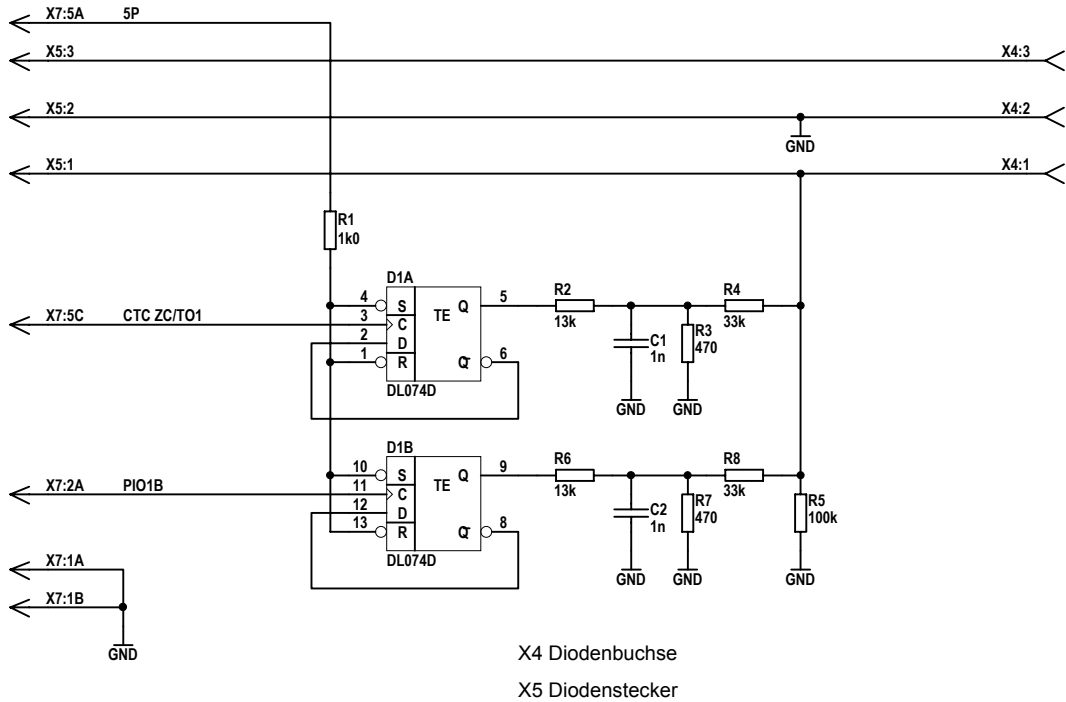 X7:5A 5P
X5:3 X4:3
X5:2 X4:2
GND
X5:1 X4:1
R1
1k0
D1A
4 S Q 5 R2 R4
X7:5C CTC ZC/TO1 3 C TE 13k 33k
2 D C1 R3
1n 470
1 R Q 6
DL074D GND GND
D1B
10 S Q 9 R6 R8
X7:2A PIO1B 11 C TE 13k 33k
12 D C2 R7 R5
1n 470 100k
13 R Q 8
DL074D GND GND GND
X7:1A
X7:1B
GND
X4 Diodenbuchse
X5 Diodenstecker